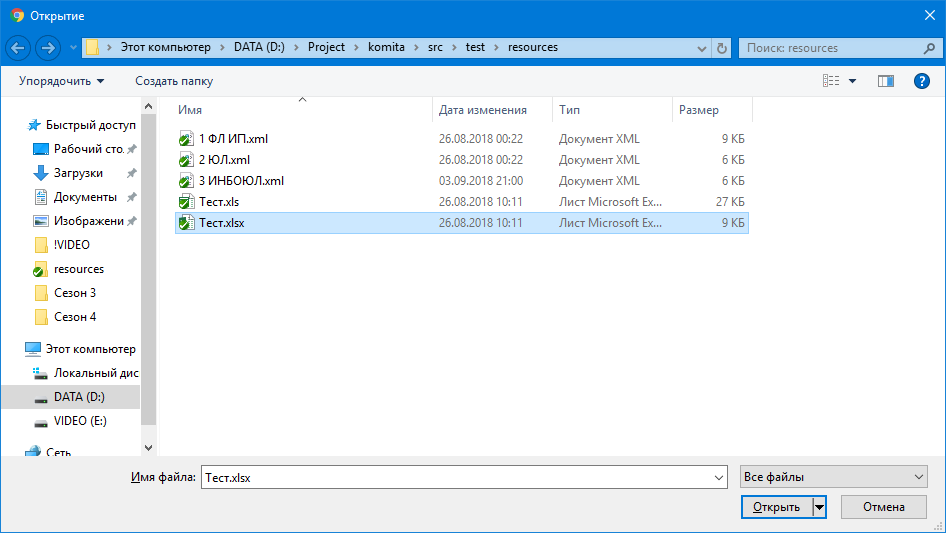 Открытие
Этот компьютер > DATA (D:) > Project > komita > src > test > resources
Поиск: resources
Упорядочить
Создать папку
Имя
Дата изменения
Тип
Размер
1 ФЛ ИП.xml 26.08.2018 00:22 Документ XML 9 КБ
2 ЮЛ.xml 26.08.2018 00:22 Документ XML 6 КБ
3 ИНБОЮЛ.xml 03.09.2018 21:00 Документ XML 6 КБ
Тест.xls 26.08.2018 10:11 Лист Microsoft Ex... 27 КБ
Тест.xlsx 26.08.2018 10:11 Лист Microsoft Ex... 9 КБ
Быстрый доступ
Рабочий сто.
Загрузки
Документы
Изображени
!VIDEO
resources
Сезон 3
Сезон 4
Этот компьютер
Локальный дис
DATA (D:)
VIDEO (E:)
Сеть
Имя файла: Тест.xlsx
Все файлы
Открыть
Отмена